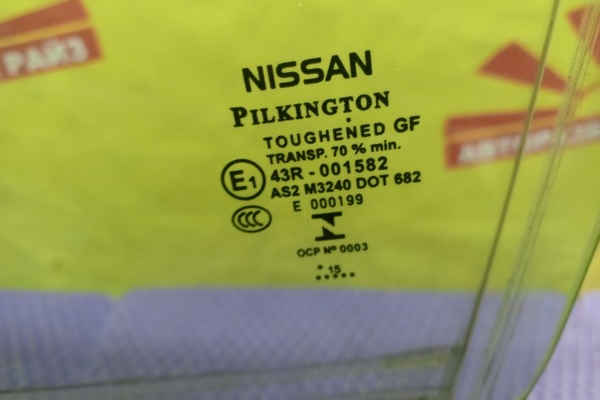 NISSAN
PILKINGTON
TOUGHENED GF
TRANSP. 70 % min.
43R - 001582
E1
AS2 M3240 DOT 682
E 000199
CCC
OCP Nº 0003
15
РАЙЗ